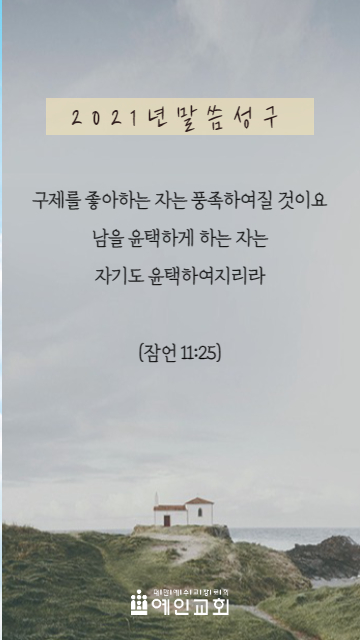 2021년말씀성구
구제를 좋아하는 자는 풍족하여질 것이요
남을 윤택하게 하는 자는
자기도 윤택하여지리라
(잠언 11:25)
예인교회